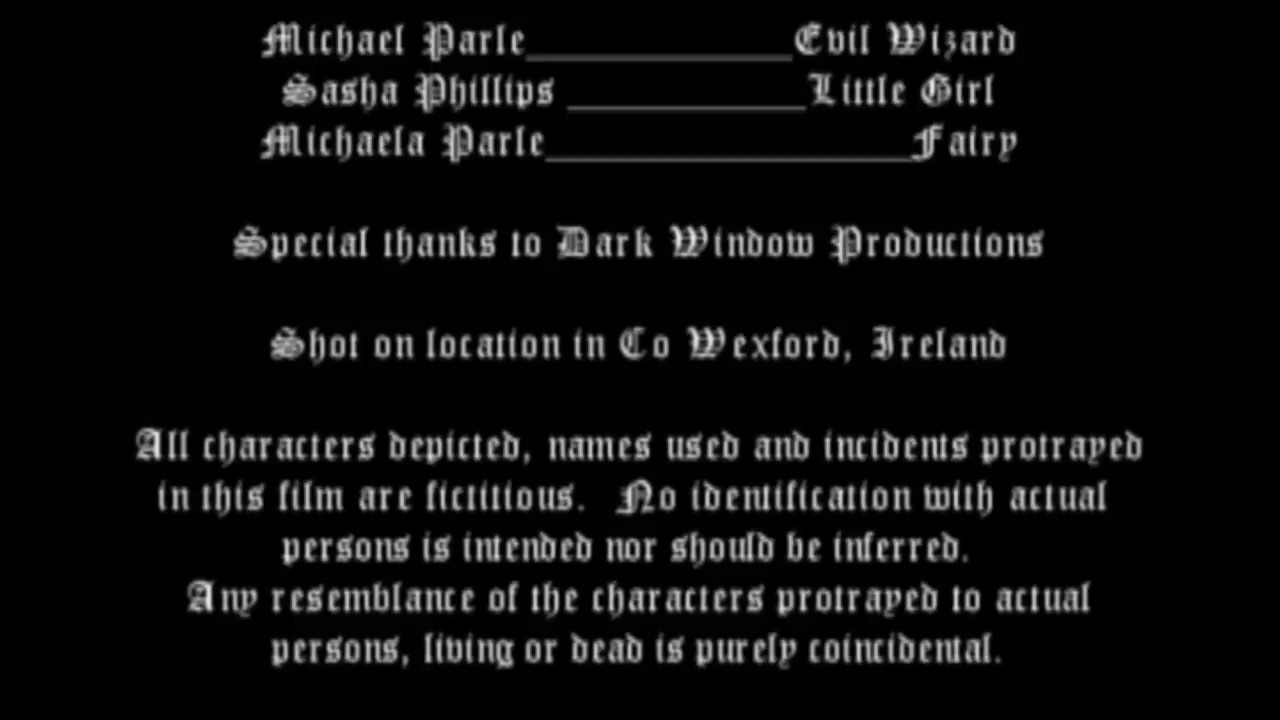 Michael Parle______________Evil Wizard
Sasha Phillips ____________Little Girl
Michaela Parle___________________Fairy
Special thanks to Dark Window Productions
Shot on location in Co Wexford, Ireland
All characters depicted, names used and incidents protrayed
in this film are fictitious.  No identification with actual
persons is intended nor should be inferred.
Any resemblance of the characters protrayed to actual
persons, living or dead is purely coincidental.